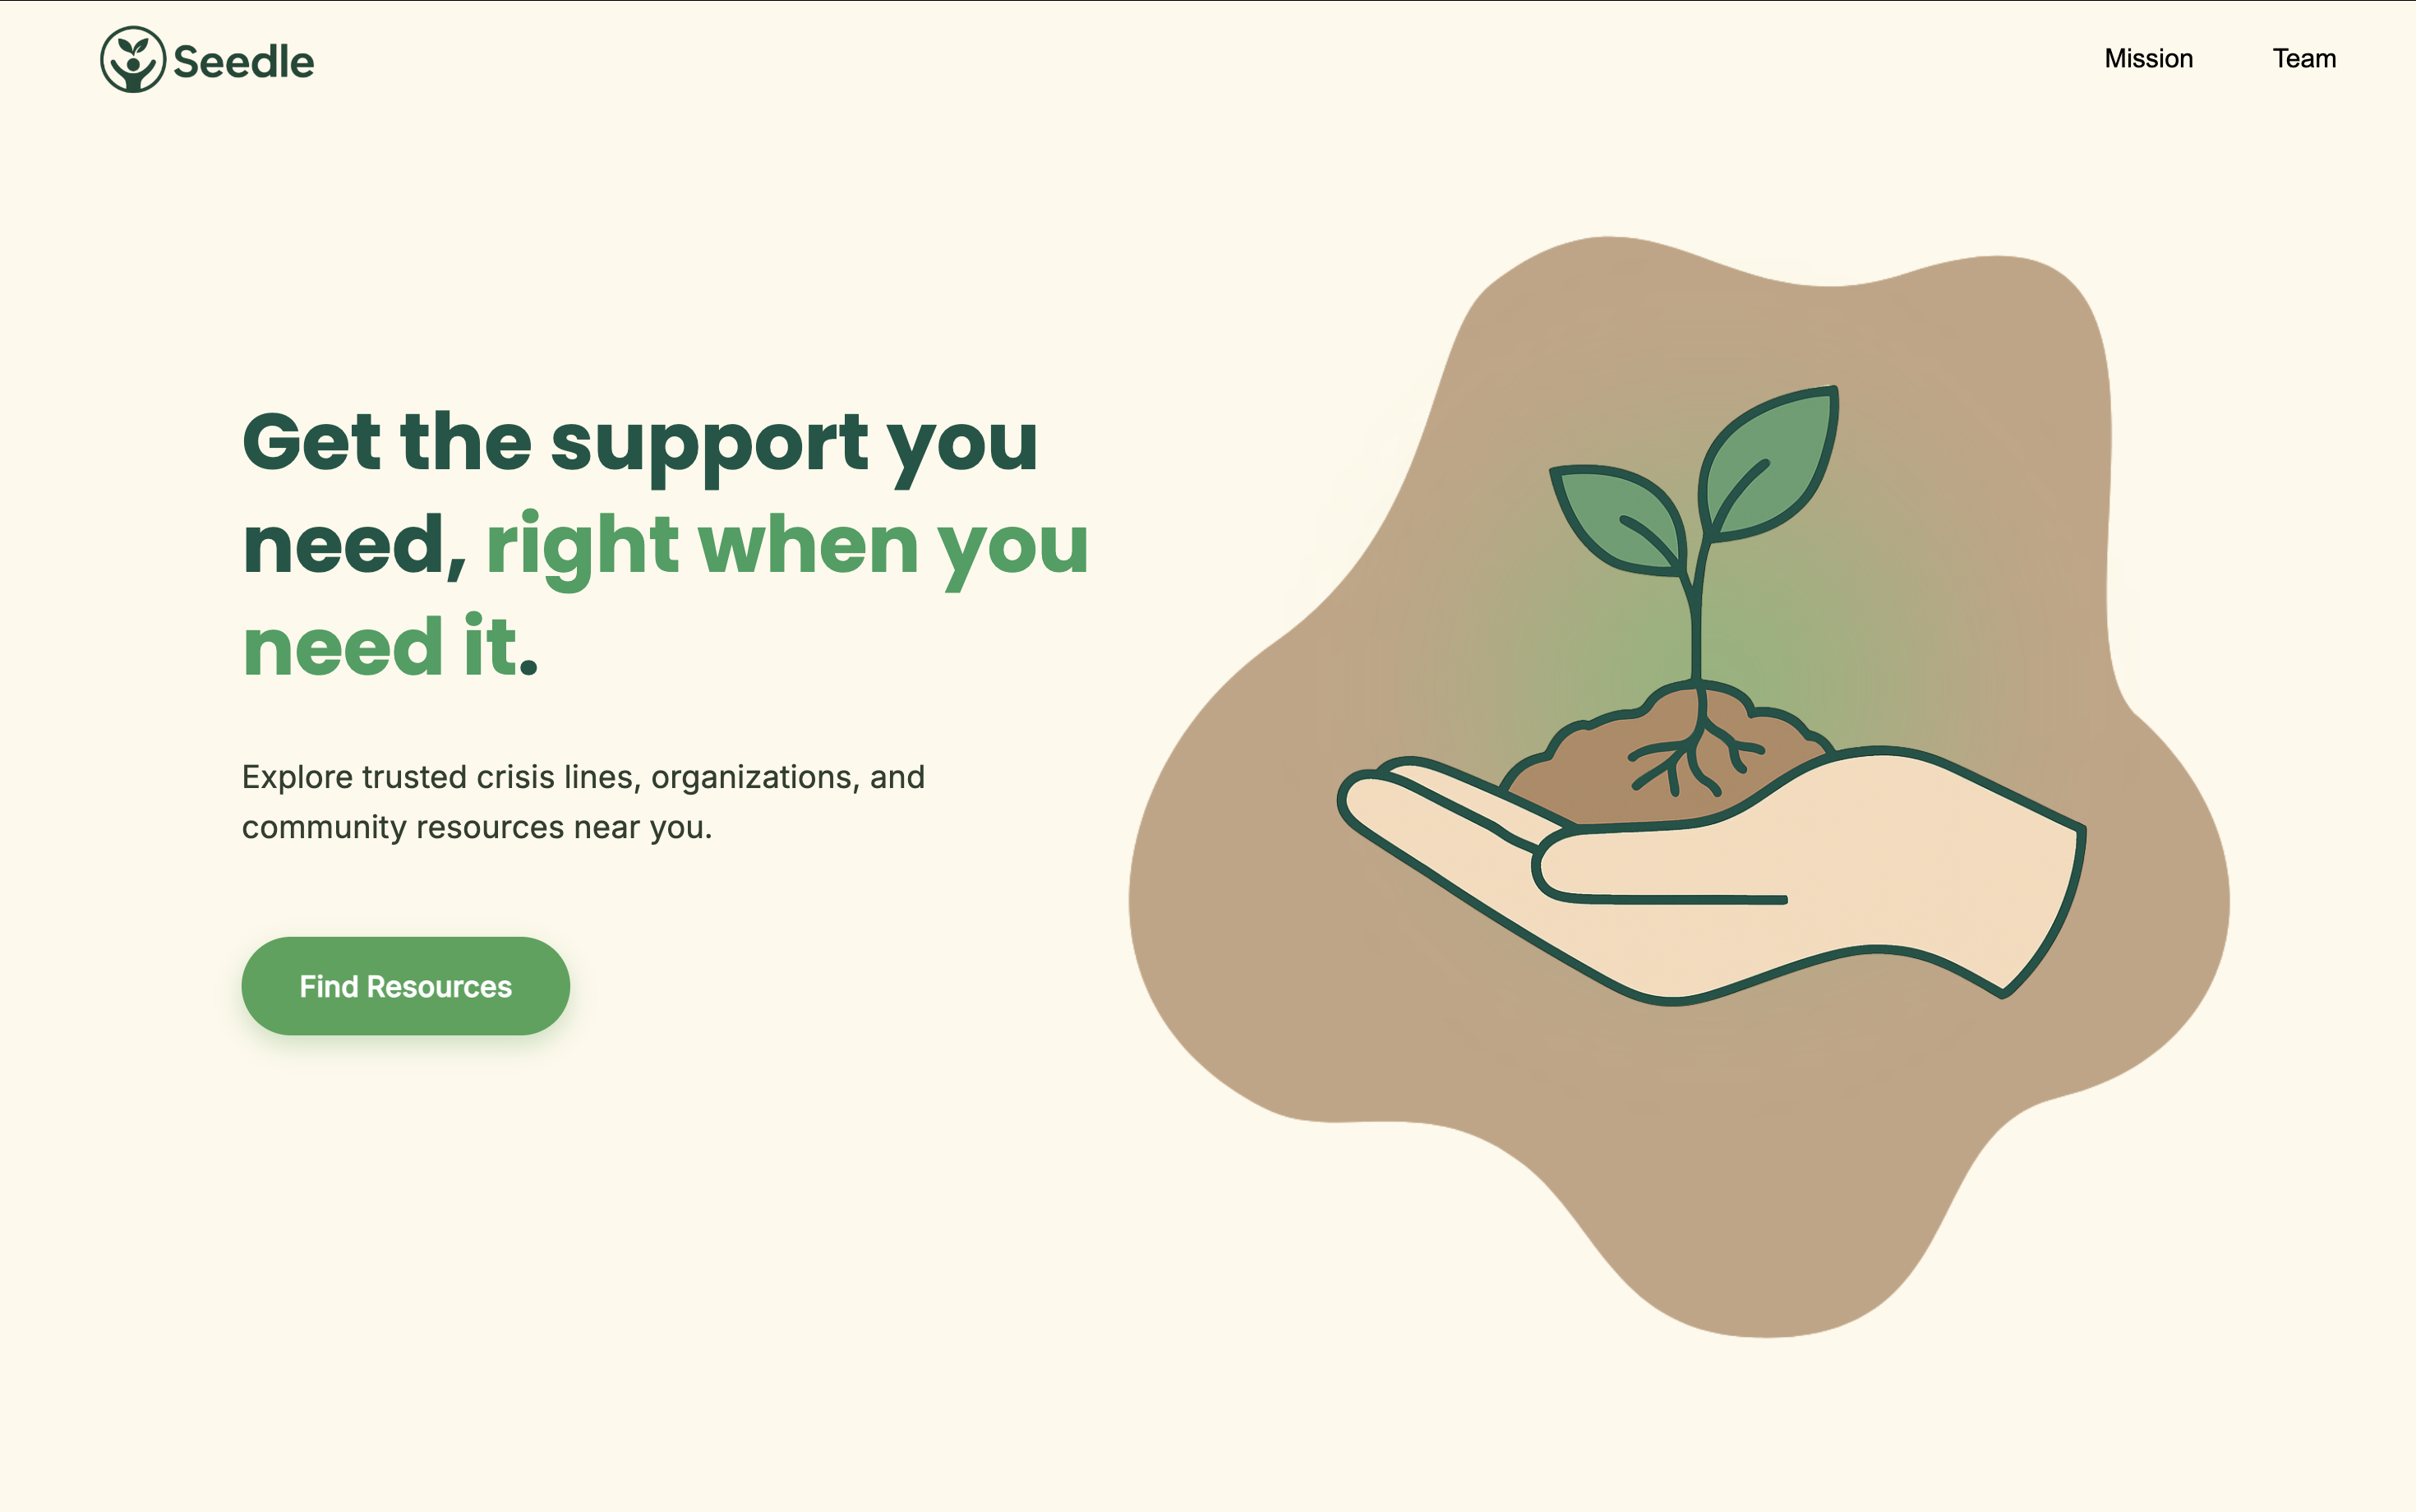 Seedle
Mission
Team
Get the support you
need, right when you
need it.
Explore trusted crisis lines, organizations, and
community resources near you.
Find Resources